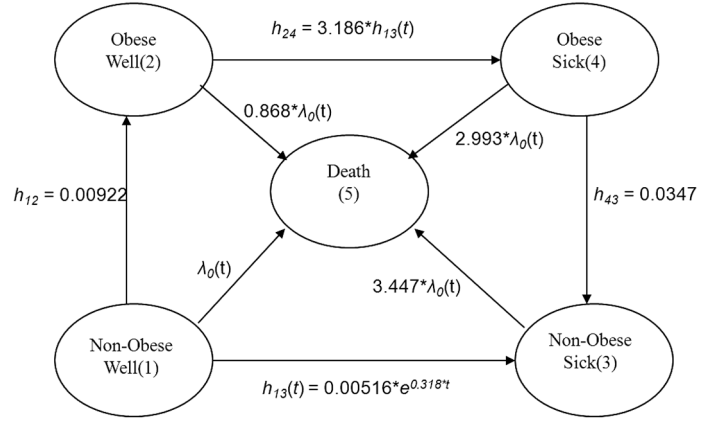 h24 = 3.186*h13(t)
Obese
Well(2)
Obese
Sick(4)
0.868*λ0(t)
2.993*λ0(t)
Death
(5)
h12 = 0.00922
h43 = 0.0347
λ0(t)
3.447*λ0(t)
Non-Obese
Well(1)
Non-Obese
Sick(3)
h13(t) = 0.00516*e0.318*t